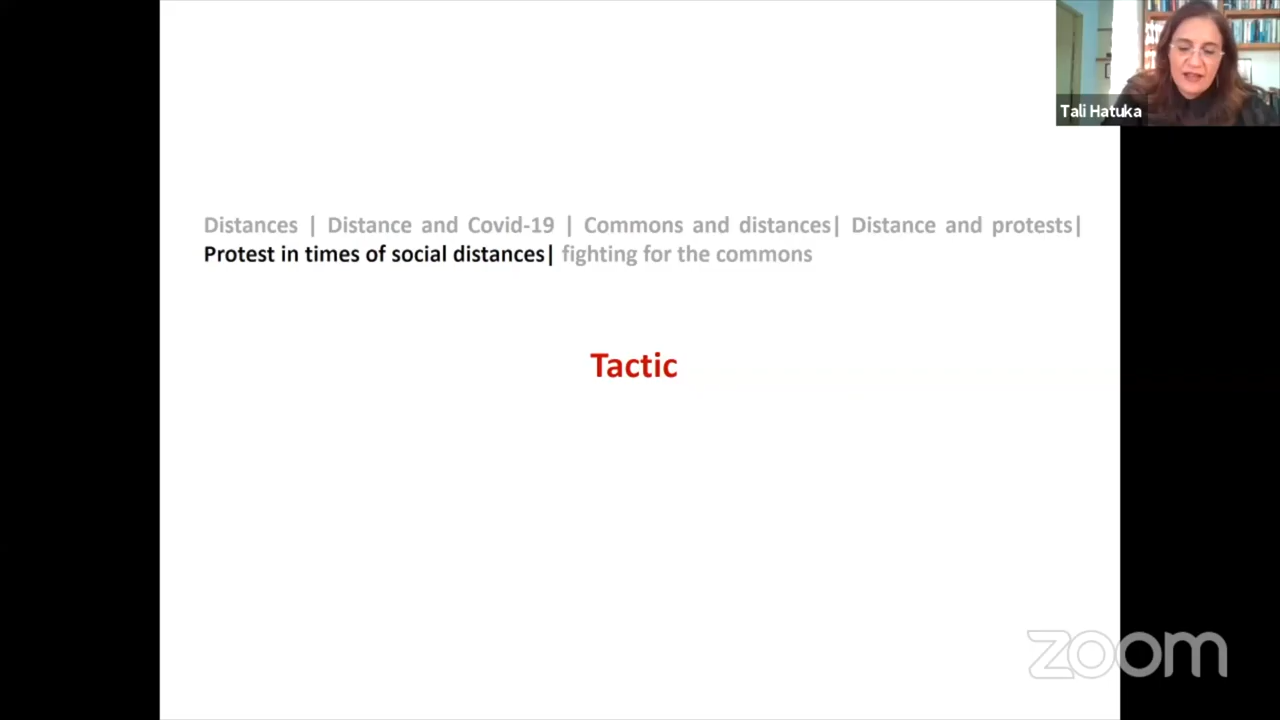 Tali Hatuka
Distances | Distance and Covid-19 | Commons and distances| Distance and protests|
Protest in times of social distances| fighting for the commons
Tactic
zoom